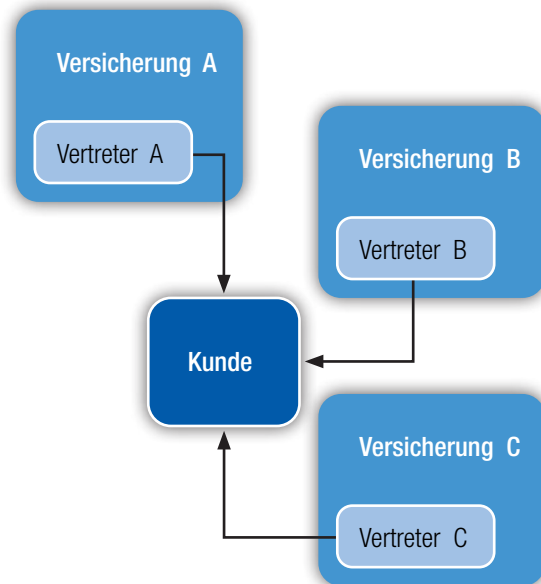 Versicherung A
Vertreter A
Versicherung B
Vertreter B
Kunde
Versicherung C
Vertreter C